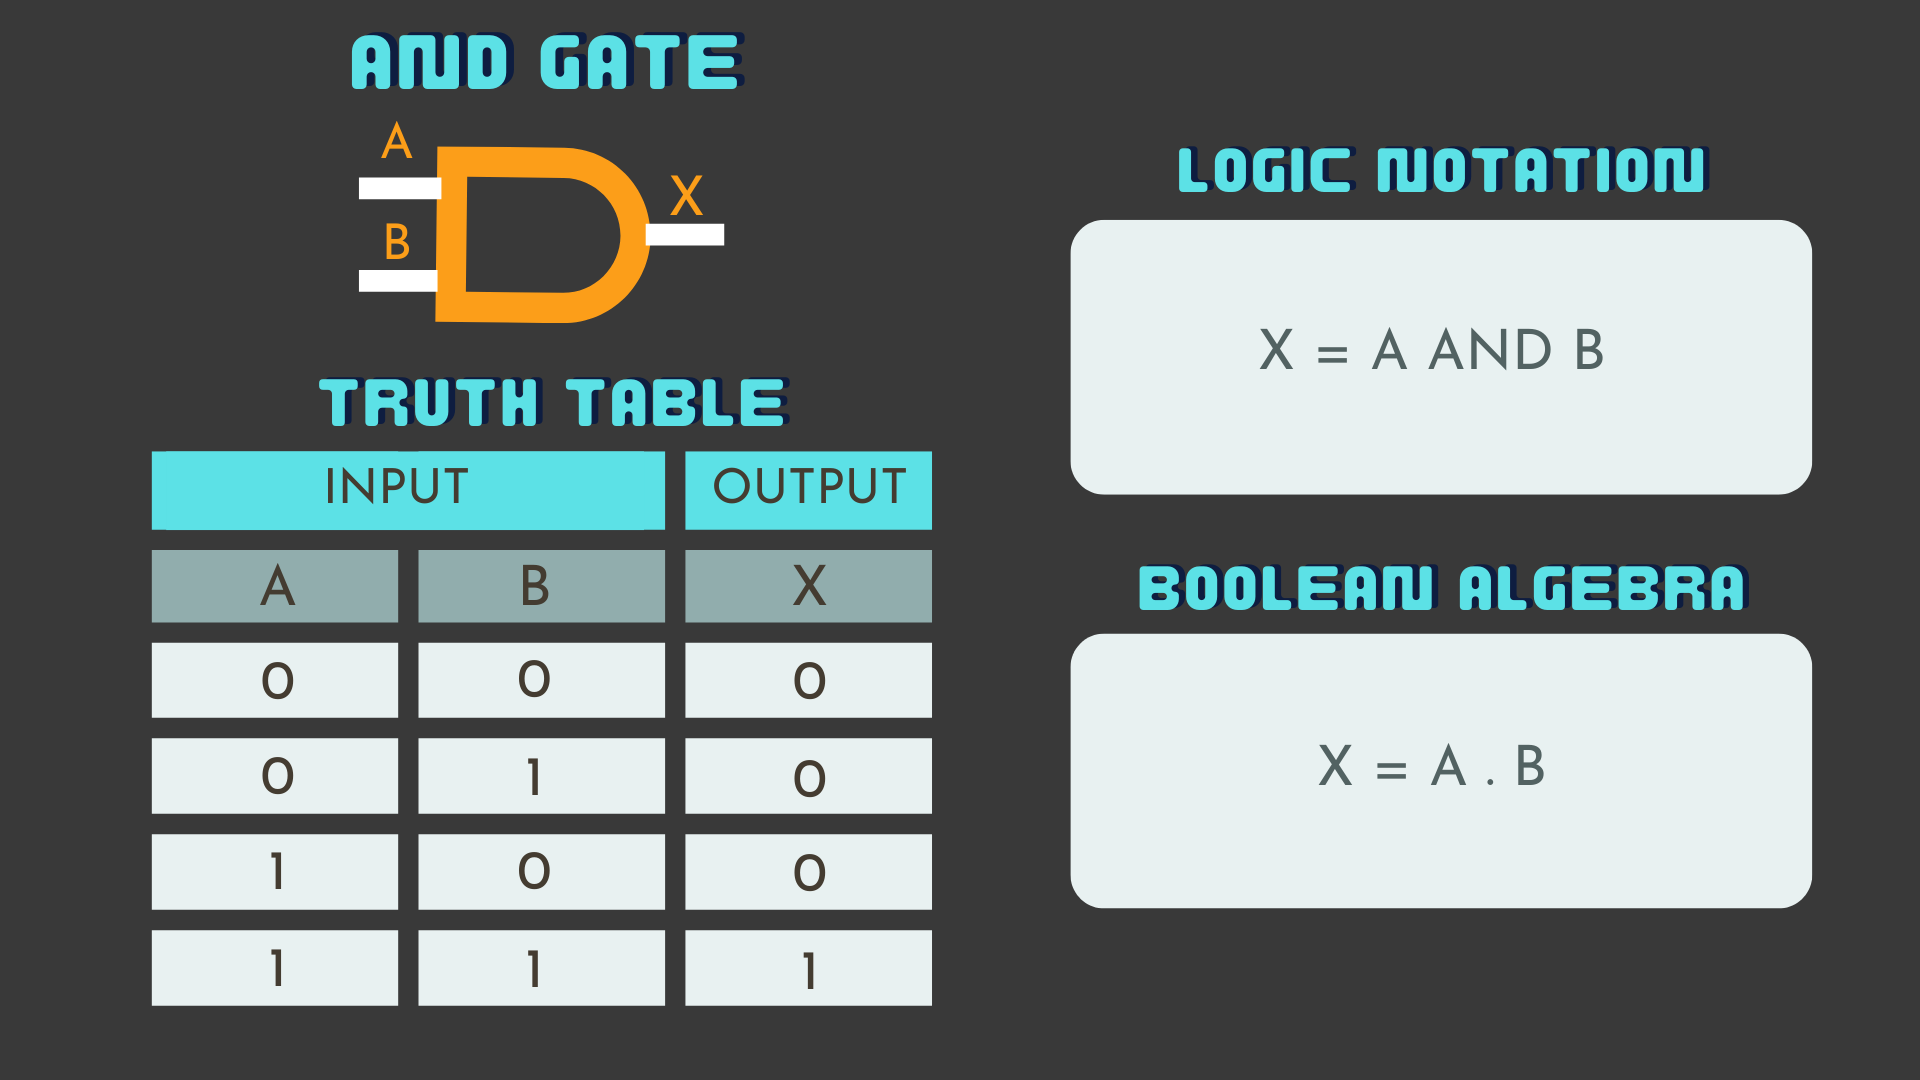 AND GATE
A
B
X
TRUTH TABLE
INPUT OUTPUT
A B X
0 0 0
0 1 0
1 0 0
1 1 1
LOGIC NOTATION
X = A AND B
BOOLEAN ALGEBRA
X = A . B